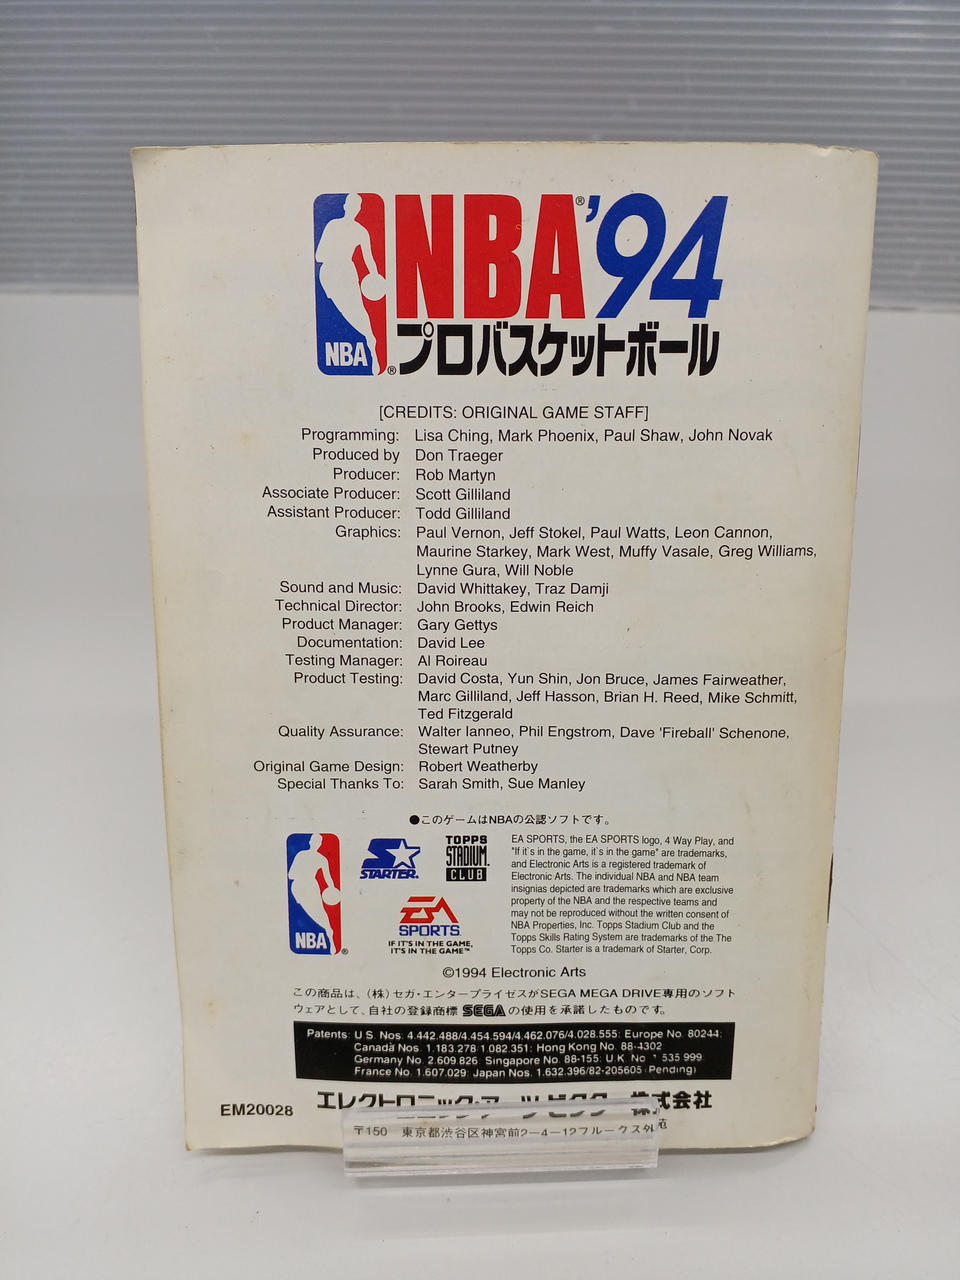 NBA®'94
NBA®
プロバスケットボール
[CREDITS: ORIGINAL GAME STAFF]
Programming: Lisa Ching, Mark Phoenix, Paul Shaw, John Novak
Produced by Don Traeger
Producer: Rob Martyn
Associate Producer: Scott Gilliland
Assistant Producer: Todd Gilliland
Graphics: Paul Vernon, Jeff Stokel, Paul Watts, Leon Cannon,
Maurine Starkey, Mark West, Muffy Vasale, Greg Williams,
Lynne Gura, Will Noble
Sound and Music: David Whittakey, Traz Damji
Technical Director: John Brooks, Edwin Reich
Product Manager: Gary Gettys
Documentation: David Lee
Testing Manager: Al Roireau
Product Testing: David Costa, Yun Shin, Jon Bruce, James Fairweather,
Marc Gilliland, Jeff Hasson, Brian H. Reed, Mike Schmitt,
Ted Fitzgerald
Quality Assurance: Walter Ianneo, Phil Engstrom, Dave 'Fireball' Schenone,
Stewart Putney
Original Game Design: Robert Weatherby
Special Thanks To: Sarah Smith, Sue Manley
●このゲームはNBAの公認ソフトです。
NBA®
STARTER.
TOPPS
STADIUM
CLUB
EA SPORTS
IF IT'S IN THE GAME,
IT'S IN THE GAME™
EA SPORTS, the EA SPORTS logo, 4 Way Play, and
"If it's in the game, it's in the game" are trademarks,
and Electronic Arts is a registered trademark of
Electronic Arts. The individual NBA and NBA team
insignias depicted are trademarks which are exclusive
property of the NBA and the respective teams and
may not be reproduced without the written consent of
NBA Properties, Inc. Topps Stadium Club and the
Topps Skills Rating System are trademarks of the The
Topps Co. Starter is a trademark of Starter, Corp.
©1994 Electronic Arts
この商品は、(株)セガ・エンタープライゼスがSEGA MEGA DRIVE専用のソフト
ウェアとして、自社の登録商標 SEGA の使用を承諾したものです。
Patents: U.S. Nos. 4.442.488/4.454.594/4.462.076/4.028.555: Europe No. 80244:
Canada Nos. 1.183.278 1.082.351: Hong Kong No. 88-4302
Germany No. 2.609.826 Singapore No. 88-155: U.K. No 535 999
France No. 1.607.029: Japan Nos. 1.632.396/82-205605 (Pending)
EM20028 エレクトロニック・アーツ・ビクター株式会社
〒150 東京都渋谷区神宮前2-4-12フルークス外苑